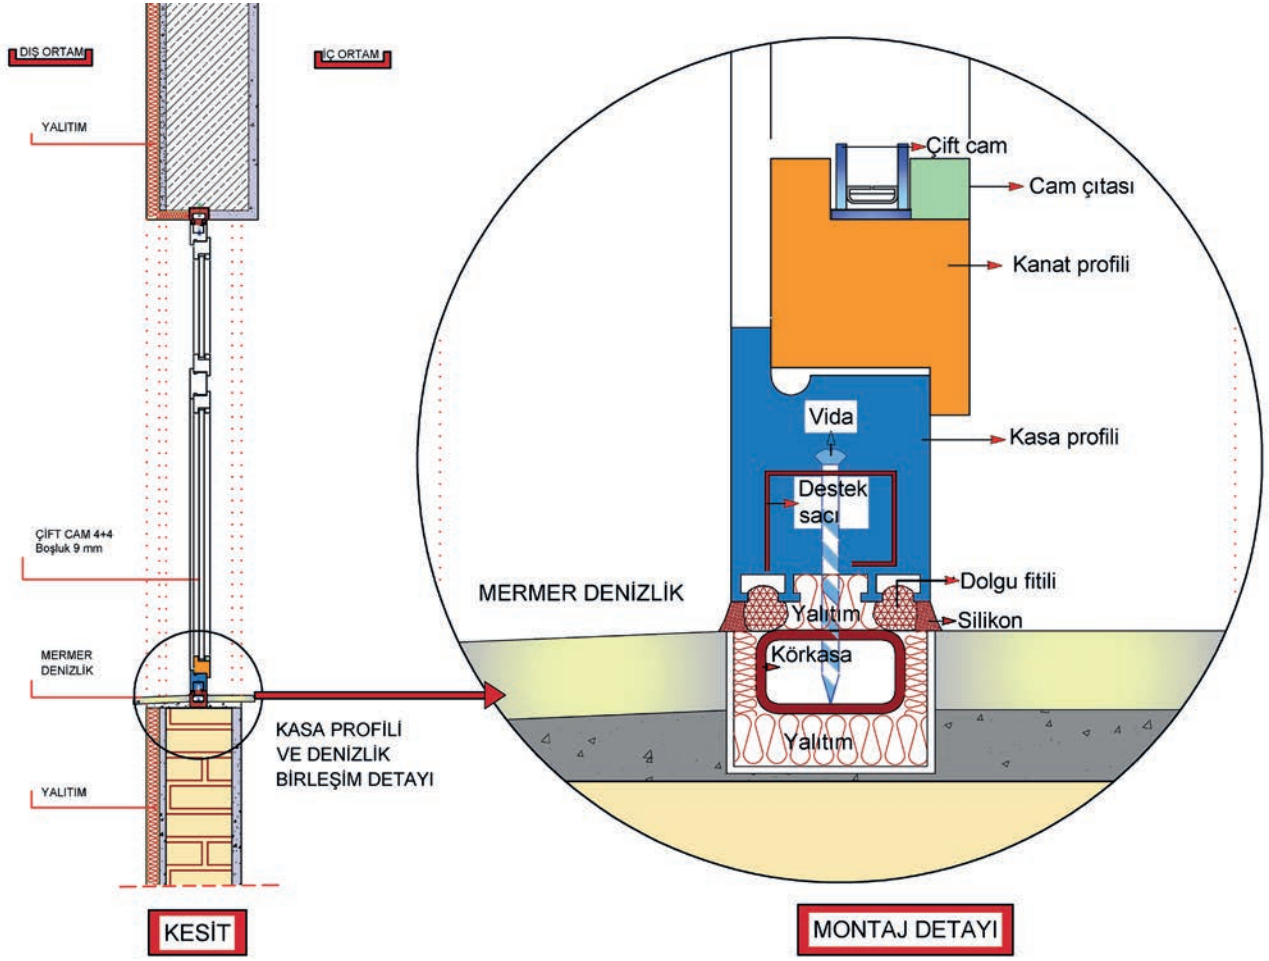 DIŞ ORTAM
İÇ ORTAM
YALITIM
ÇİFT CAM 4+4
Boşluk 9 mm
MERMER
DENİZLİK
YALITIM
KASA PROFİLİ
VE DENİZLİK
BİRLEŞİM DETAYI
KESİT
Çift cam
Cam çıtası
Kanat profili
Vida
Kasa profili
Destek
sacı
MERMER DENİZLİK
Dolgu fitili
Yalıtım
Silikon
Körkasa
Yalıtım
MONTAJ DETAYI